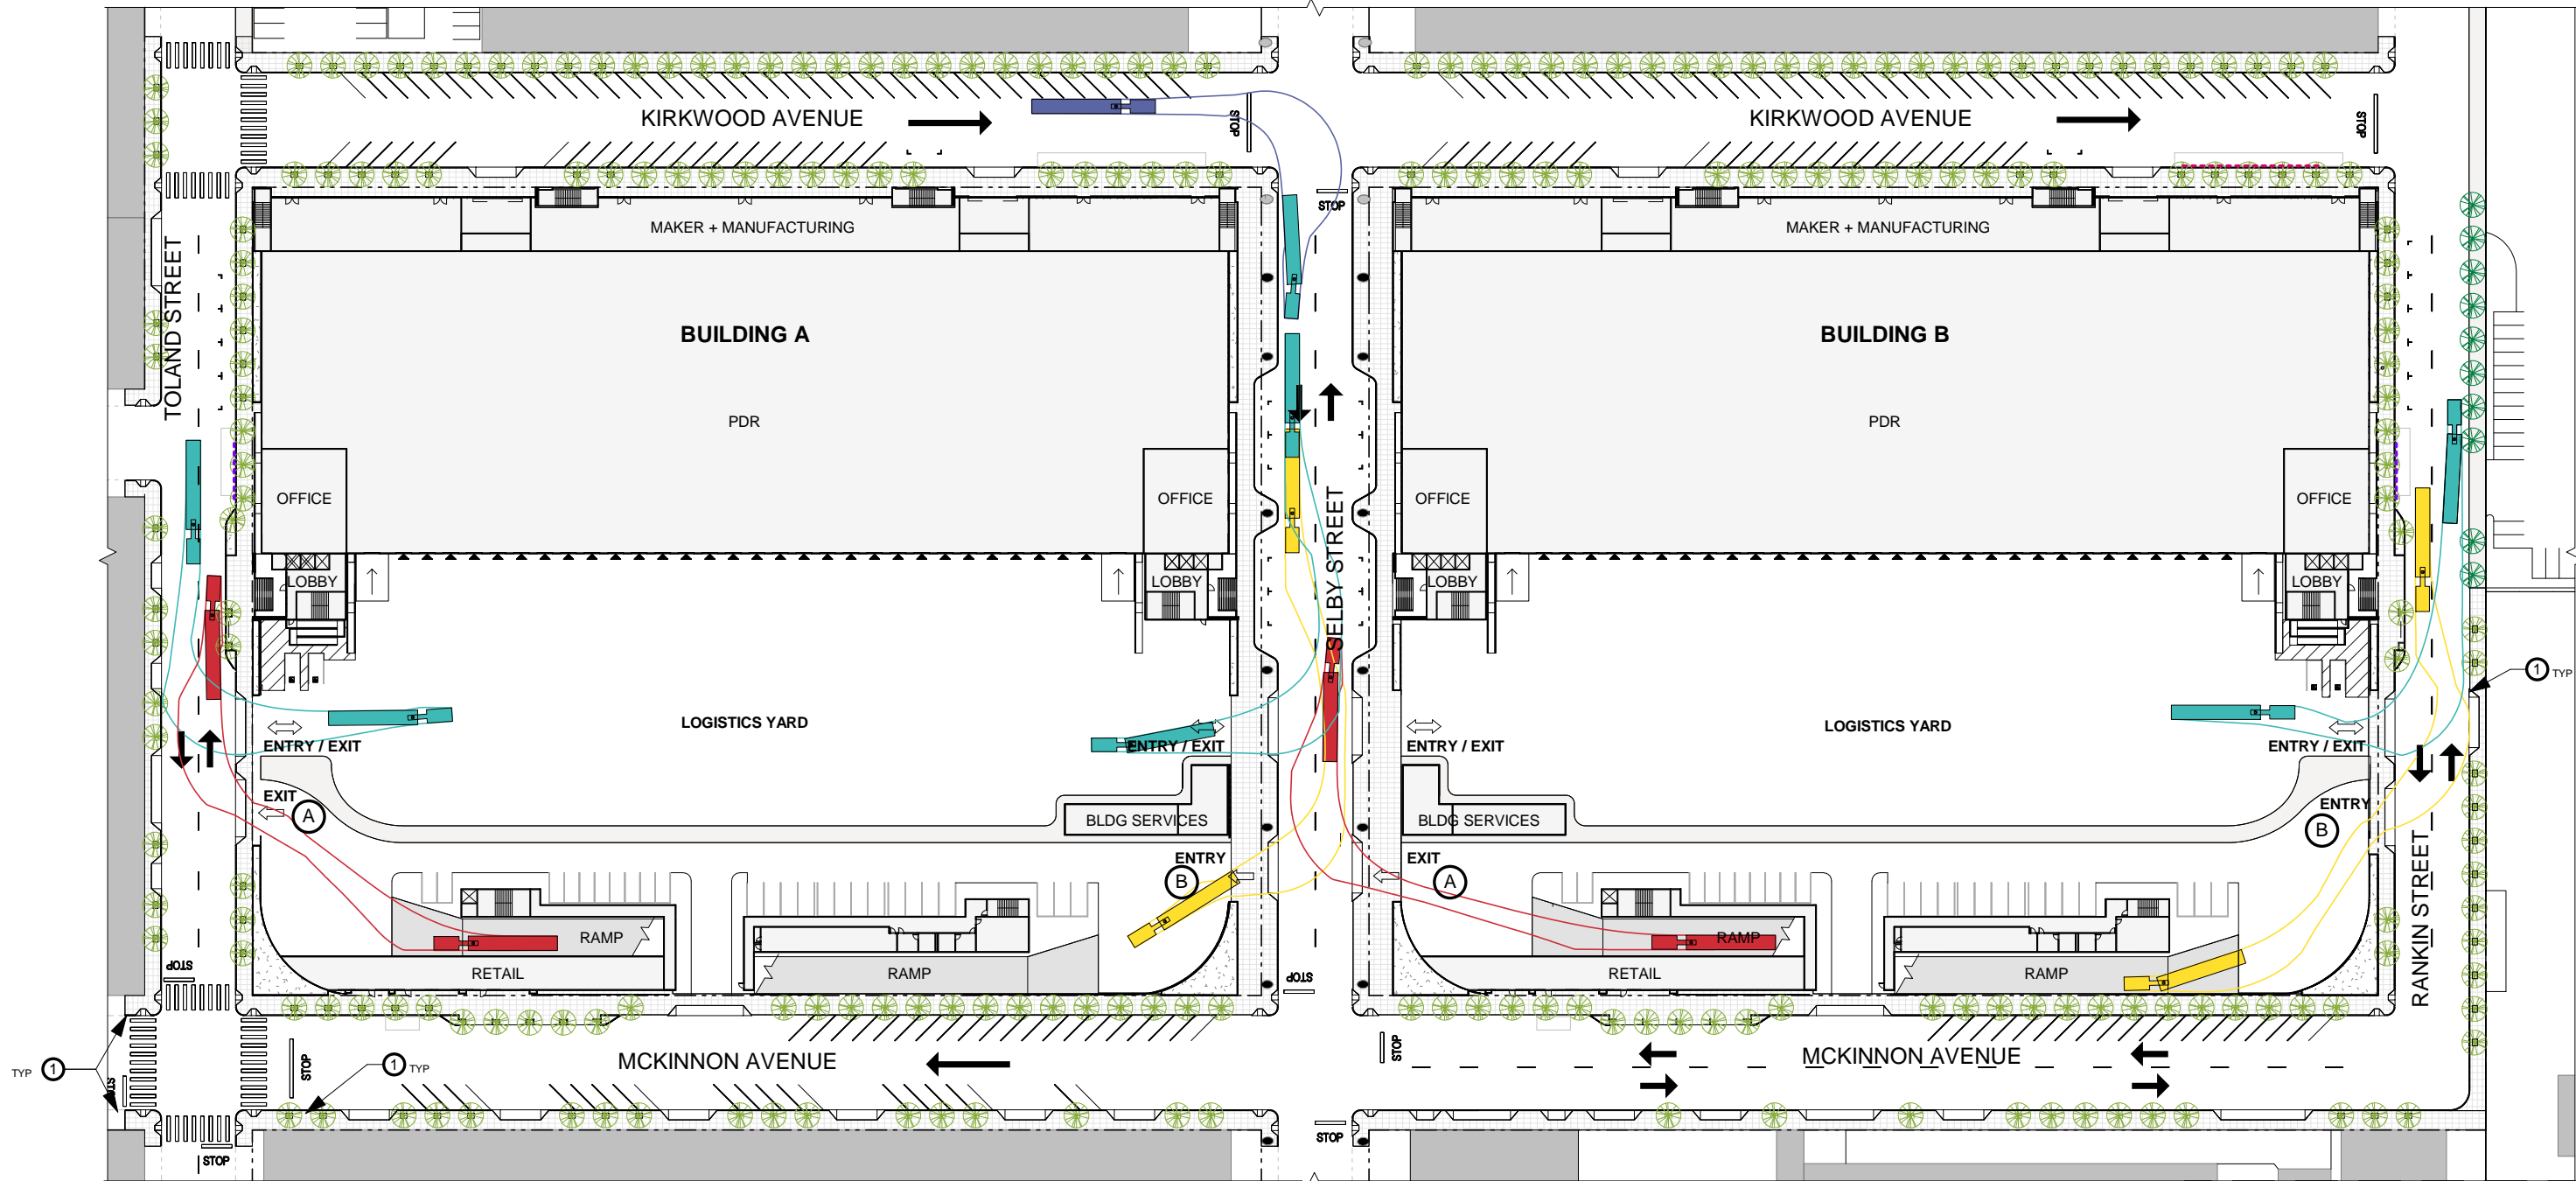 KIRKWOOD AVENUE
STOP
KIRKWOOD AVENUE
STOP
STOP
MAKER + MANUFACTURING
MAKER + MANUFACTURING
TOLAND STREET
BUILDING A
BUILDING B
PDR
PDR
OFFICE
OFFICE
OFFICE
OFFICE
SELBY STREET
LOBBY
LOBBY
LOBBY
LOBBY
1 TYP
LOGISTICS YARD
LOGISTICS YARD
ENTRY / EXIT
ENTRY / EXIT
ENTRY / EXIT
ENTRY / EXIT
EXIT
A
BLDG SERVICES
BLDG SERVICES
ENTRY
B
ENTRY
B
EXIT
A
RANKIN STREET
RAMP
RAMP
RETAIL
RAMP
RETAIL
RAMP
STOP
STOP
MCKINNON AVENUE
MCKINNON AVENUE
STOP
STOP
TYP 1
1 TYP
STOP
STOP
STOP